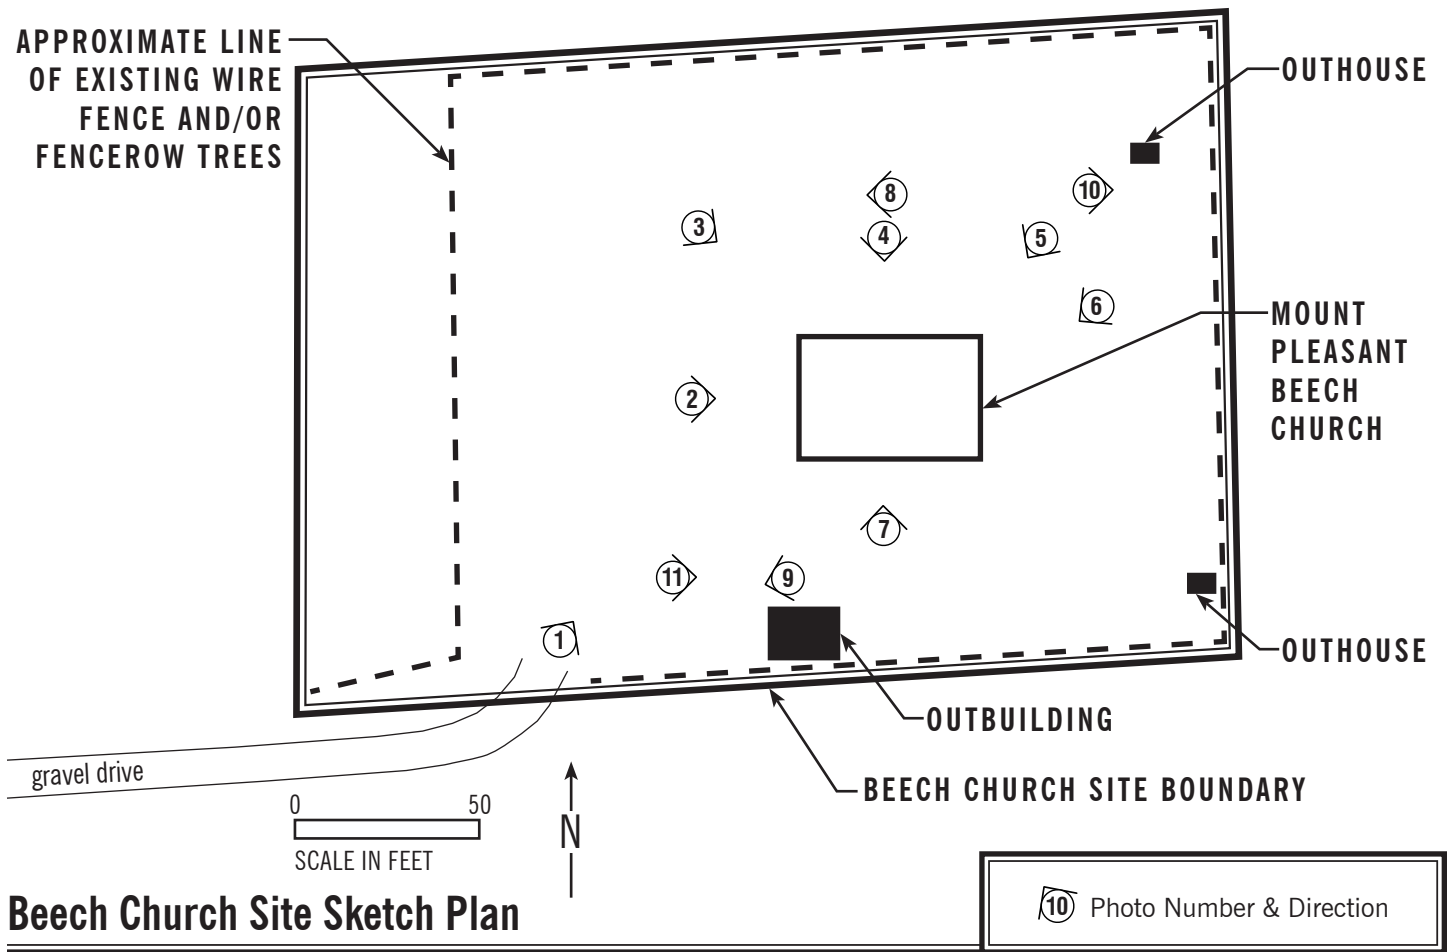 APPROXIMATE LINE
OF EXISTING WIRE
FENCE AND/OR
FENCEROW TREES
OUTHOUSE
8
10
3
4
5
6
MOUNT
PLEASANT
BEECH
CHURCH
2
7
11
9
1
OUTHOUSE
OUTBUILDING
gravel drive
BEECH CHURCH SITE BOUNDARY
0 50
SCALE IN FEET
N
Beech Church Site Sketch Plan
10 Photo Number & Direction